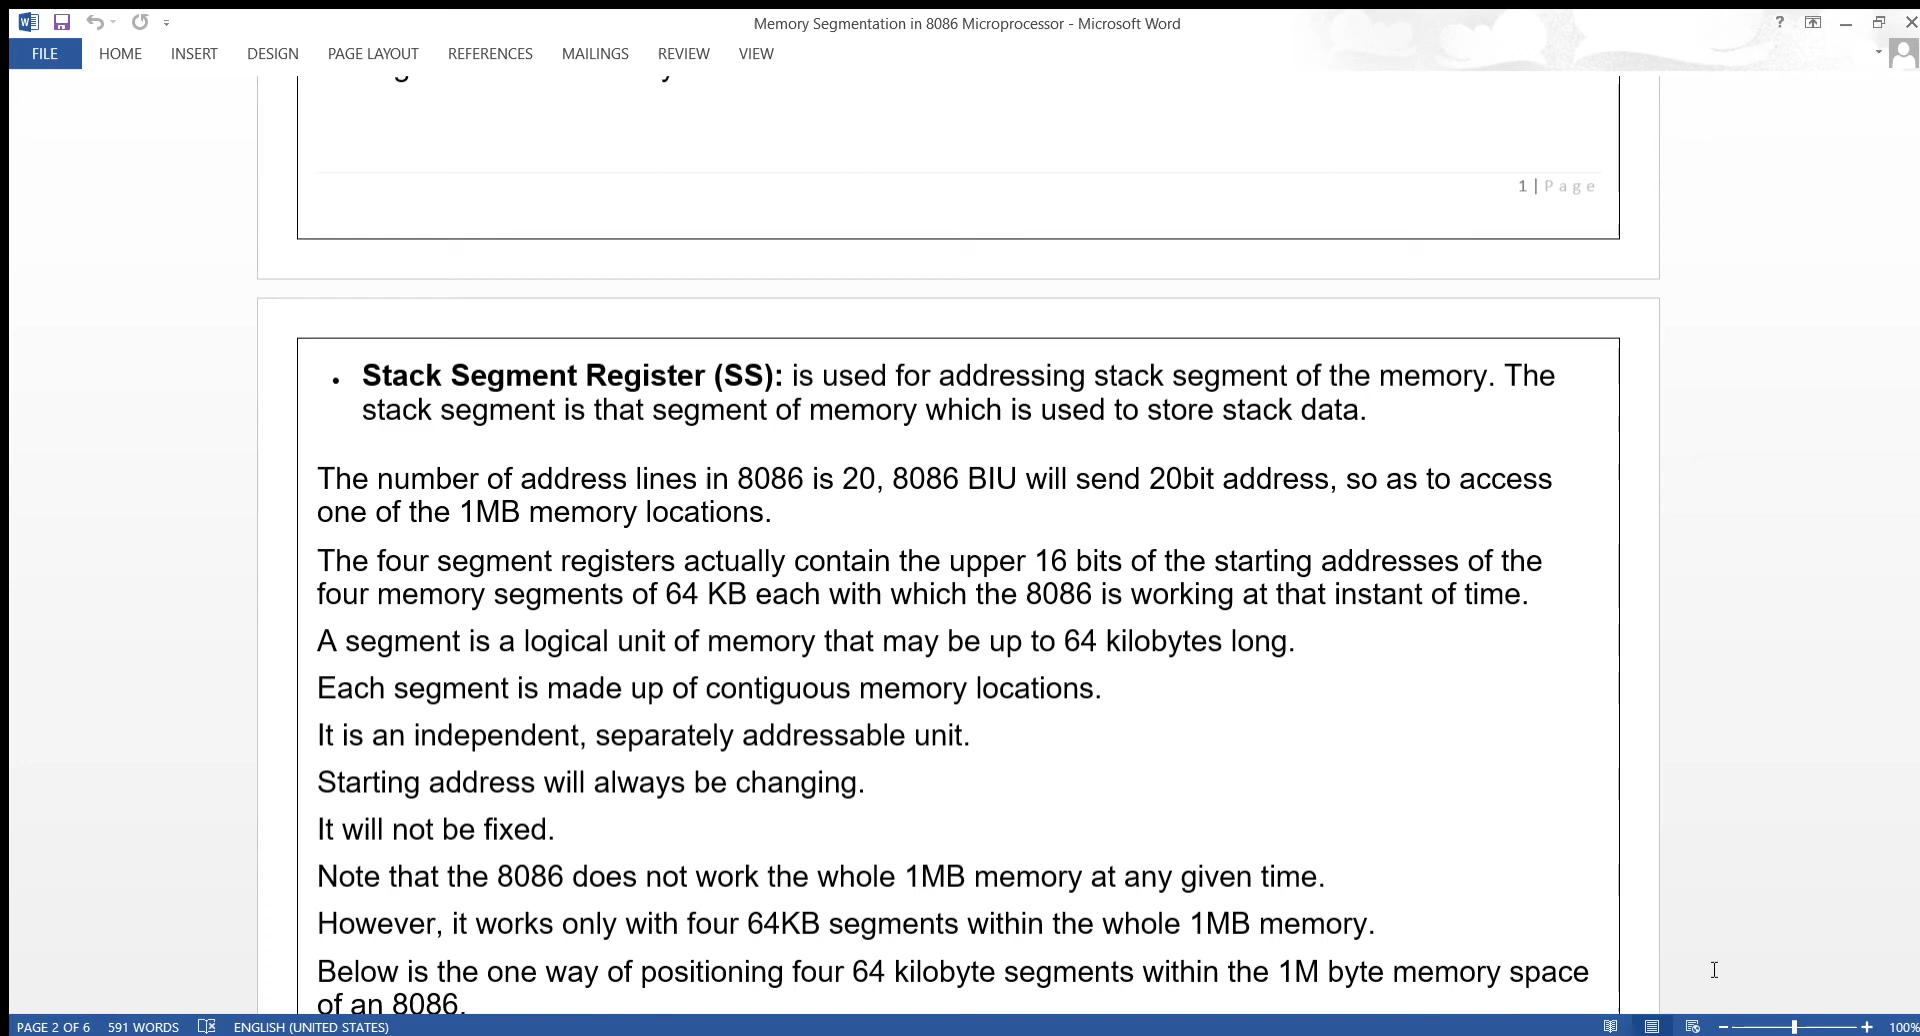 Memory Segmentation in 8086 Microprocessor - Microsoft Word
?
FILE HOME INSERT DESIGN PAGE LAYOUT REFERENCES MAILINGS REVIEW VIEW
1 | Page
• Stack Segment Register (SS): is used for addressing stack segment of the memory. The
stack segment is that segment of memory which is used to store stack data.
The number of address lines in 8086 is 20, 8086 BIU will send 20bit address, so as to access
one of the 1MB memory locations.
The four segment registers actually contain the upper 16 bits of the starting addresses of the
four memory segments of 64 KB each with which the 8086 is working at that instant of time.
A segment is a logical unit of memory that may be up to 64 kilobytes long.
Each segment is made up of contiguous memory locations.
It is an independent, separately addressable unit.
Starting address will always be changing.
It will not be fixed.
Note that the 8086 does not work the whole 1MB memory at any given time.
However, it works only with four 64KB segments within the whole 1MB memory.
Below is the one way of positioning four 64 kilobyte segments within the 1M byte memory space
of an 8086.
PAGE 2 OF 6 591 WORDS ENGLISH (UNITED STATES) 100%